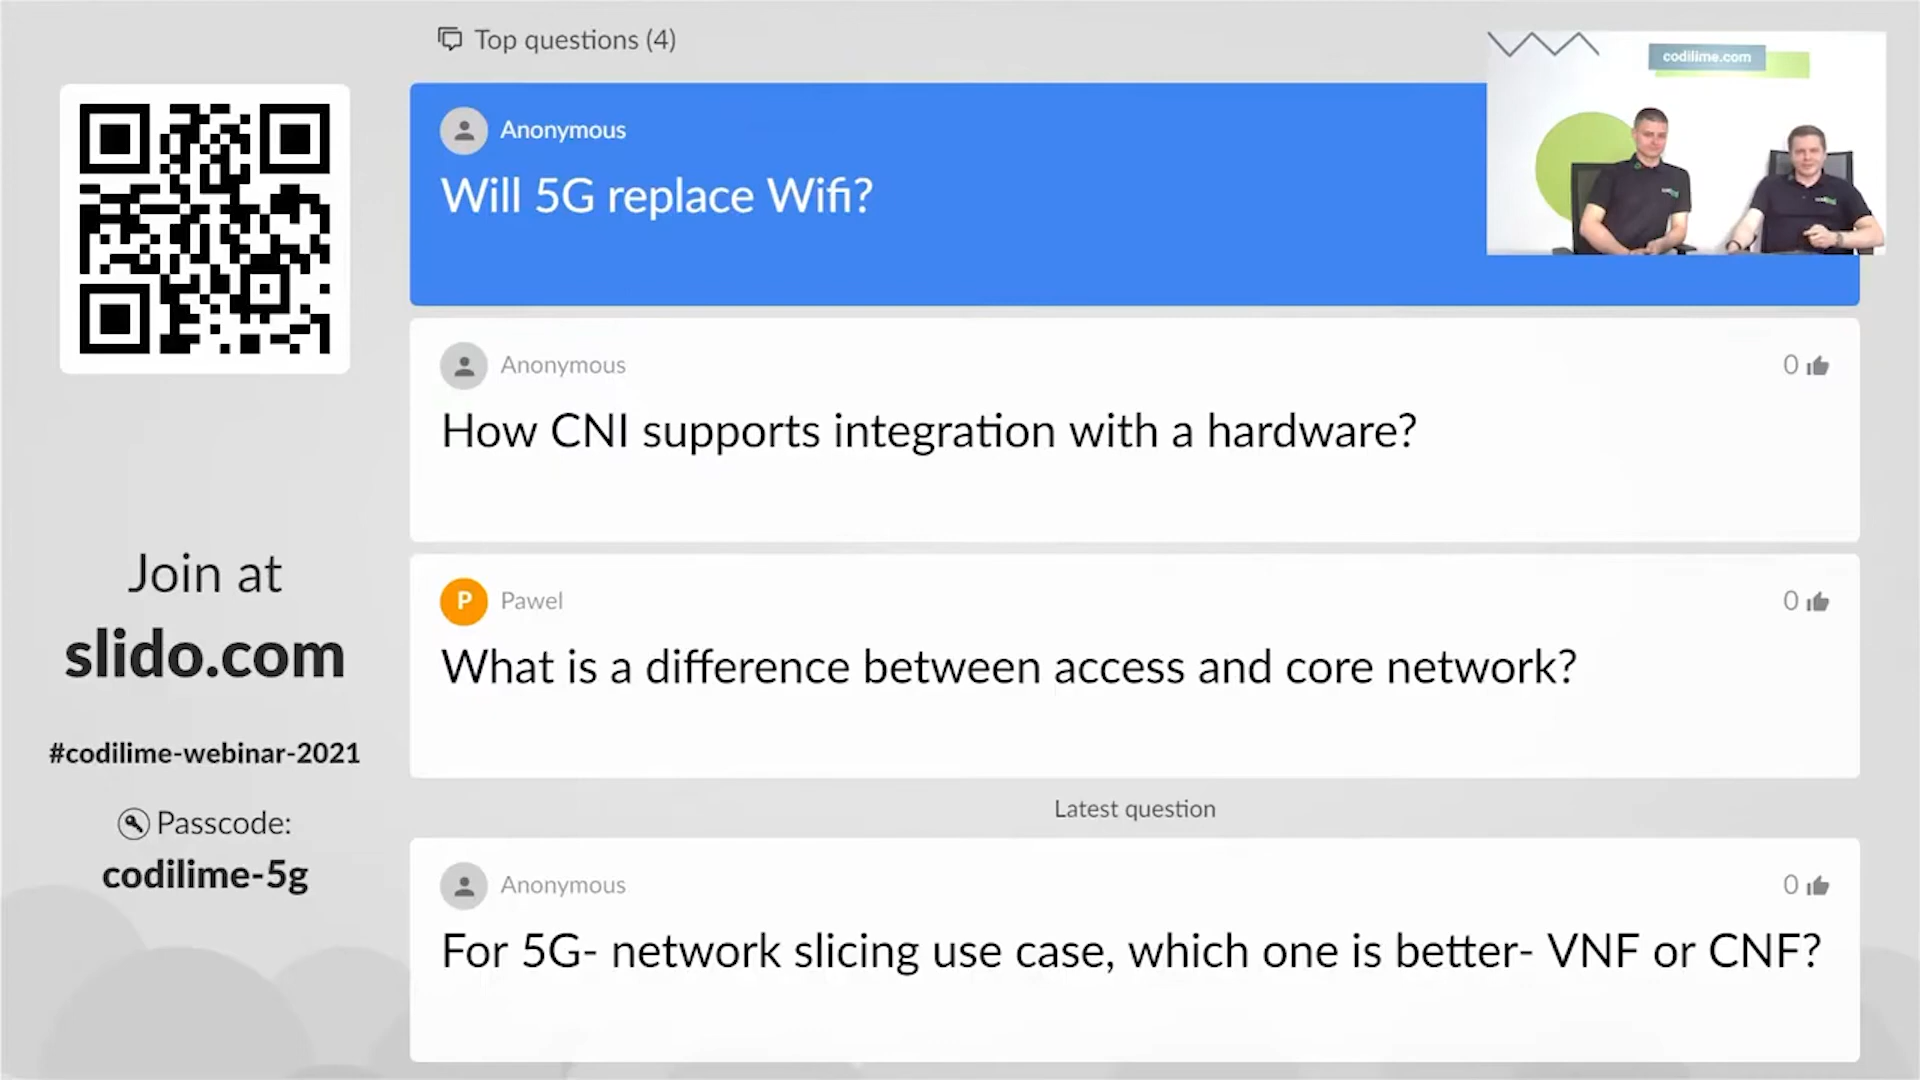 Top questions (4)
codilime.com
Anonymous
Will 5G replace Wifi?
Anonymous
0
How CNI supports integration with a hardware?
P
Pawel
0
What is a difference between access and core network?
Latest question
Anonymous
0
For 5G- network slicing use case, which one is better- VNF or CNF?
Join at
slido.com
#codilime-webinar-2021
Passcode:
codilime-5g